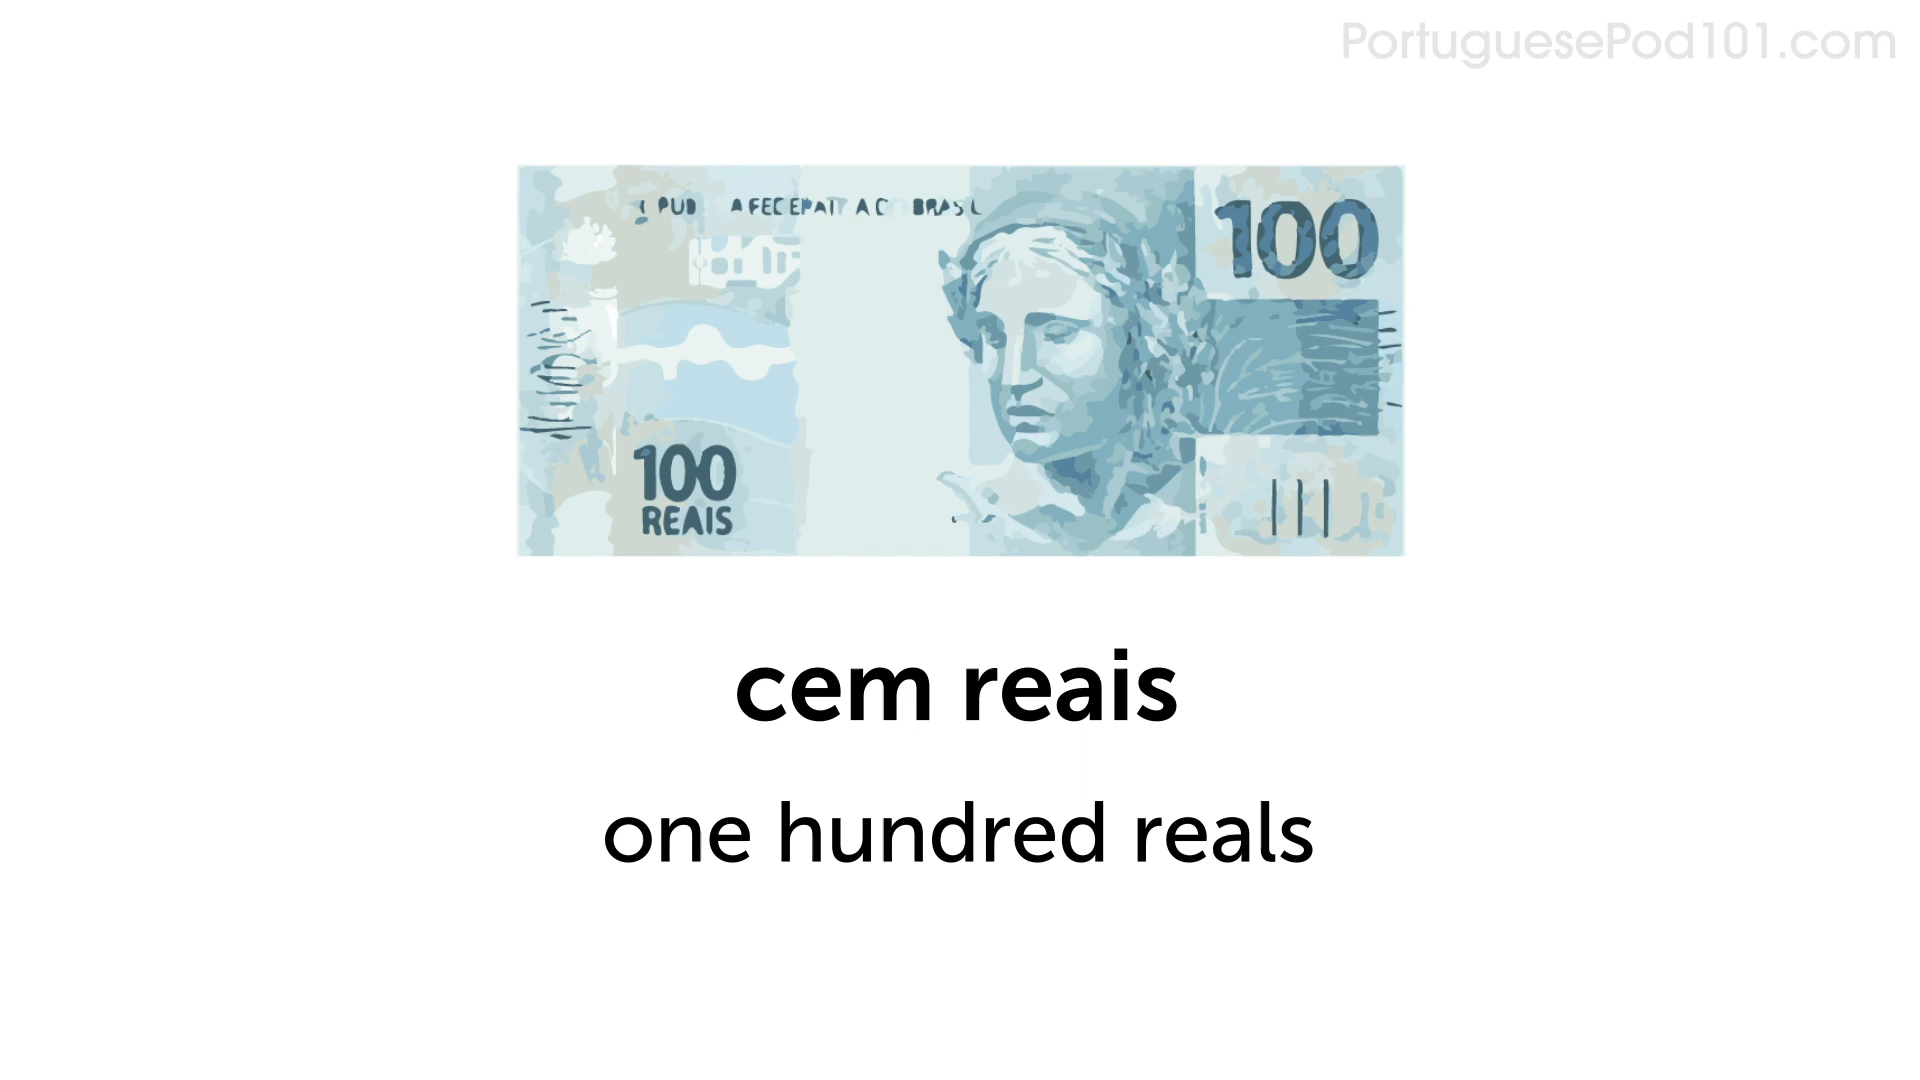 PortuguesePod101.com
100
100
REAIS
cem reais
one hundred reals